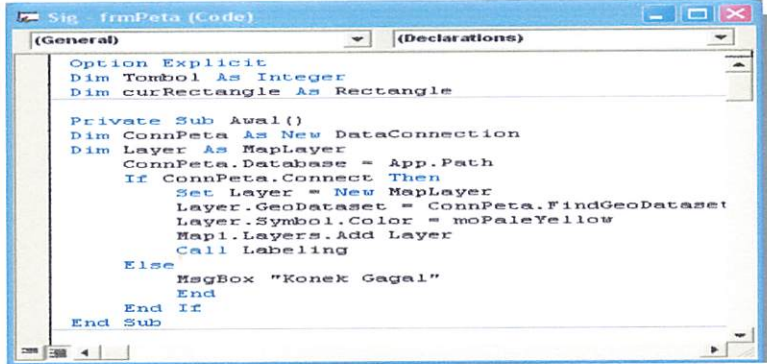 Sig - frmPeta (Code)
(General) (Declarations)
Option Explicit
Dim Tombol As Integer
Dim curRectangle As Rectangle
Private Sub Awal()
Dim ConnPeta As New DataConnection
Dim Layer As MapLayer
ConnPeta.Database = App.Path
If ConnPeta.Connect Then
Set Layer = New MapLayer
Layer.GeoDataset = ConnPeta.FindGeoDataset
Layer.Symbol.Color = moPaleYellow
Map1.Layers.Add Layer
Call Labeling
Else
MsgBox "Konek Gagal"
End
End If
End Sub